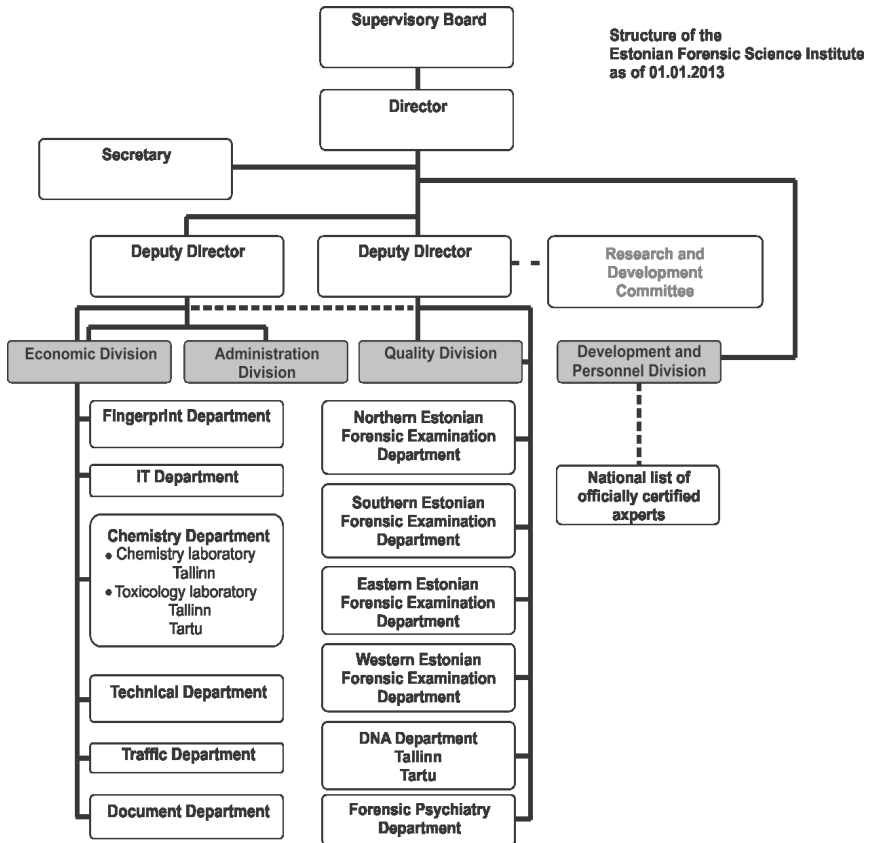 Supervisory Board
Structure of the
Estonian Forensic Science Institute
as of 01.01.2013
Director
Secretary
Deputy Director
Deputy Director
Research and
Development
Committee
Economic Division
Administration
Division
Quality Division
Development and
Personnel Division
Fingerprint Department
IT Department
Chemistry Department
• Chemistry laboratory
Tallinn
• Toxicology laboratory
Tallinn
Tartu
Technical Department
Traffic Department
Document Department
Northern Estonian
Forensic Examination
Department
Southern Estonian
Forensic Examination
Department
Eastern Estonian
Forensic Examination
Department
Western Estonian
Forensic Examination
Department
DNA Department
Tallinn
Tartu
Forensic Psychiatry
Department
National list of
officially certified
axperts